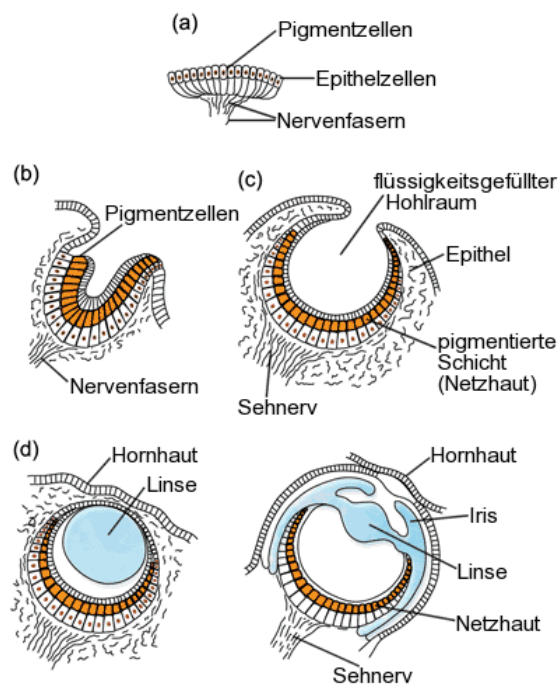 (a)
Pigmentzellen
Epithelzellen
Nervenfasern
(b)
Pigmentzellen
Nervenfasern
(c)
flüssigkeitsgefüllter
Hohlraum
Epithel
pigmentierte
Schicht
(Netzhaut)
Sehnerv
(d)
Hornhaut
Linse
Hornhaut
Iris
Linse
Netzhaut
Sehnerv